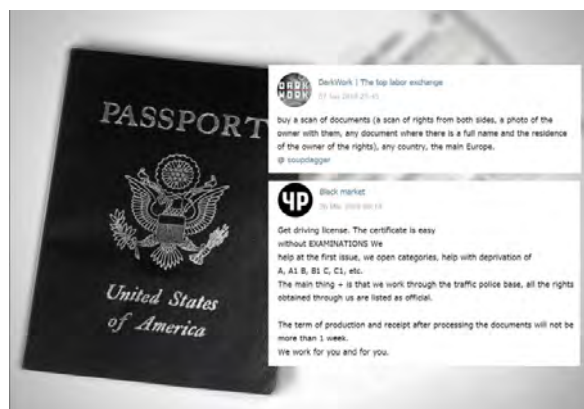 PASSPORT
United States
of America
DARK
WORK
DarkWork | The top labor exchange
buy a scan of documents (a scan of rights from both sides, a photo of the
owner with them, any document where there is a full name and the residence
of the owner of the rights), any country, the main Europe.
@ soupdagger
ЧР
Black market
Get driving license. The certificate is easy
without EXAMINATIONS We
help at the first issue, we open categories, help with deprivation of
A, A1 B, B1 C, C1, etc.
The main thing + is that we work through the traffic police base, all the rights
obtained through us are listed as official.
The term of production and receipt after processing the documents will not be
more than 1 week.
We work for you and for you.